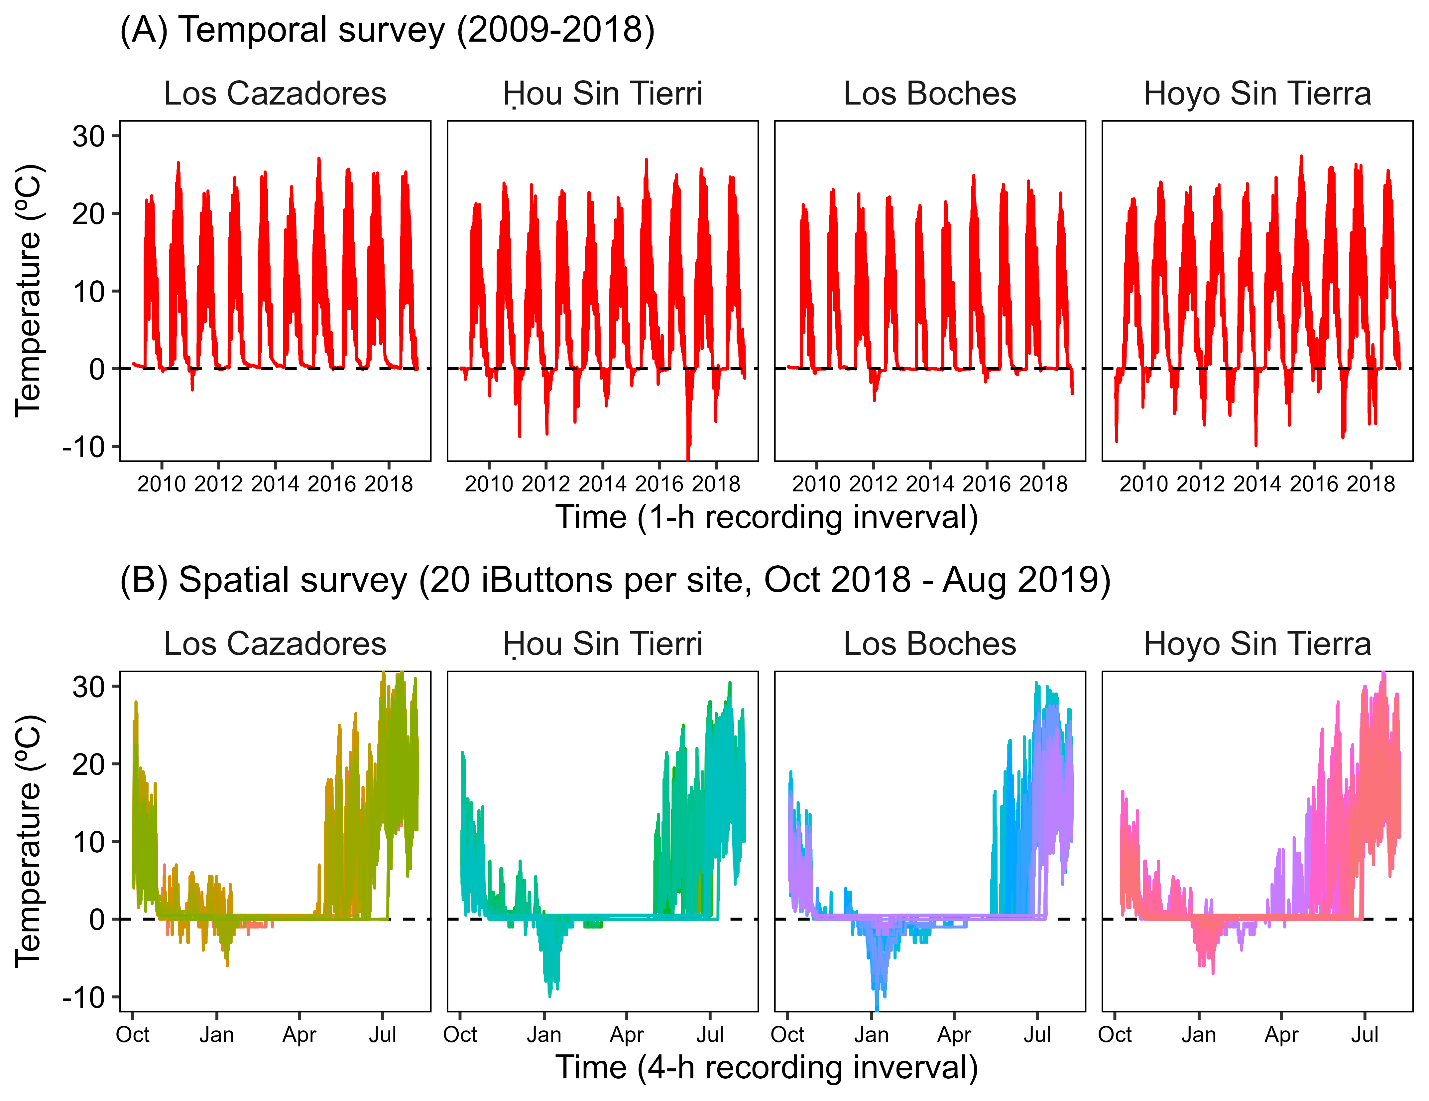 (A) Temporal survey (2009-2018)
Los Cazadores Ḥou Sin Tierri Los Boches Hoyo Sin Tierra
Temperature (ºC)
30
20
10
0
-10
2010 2012 2014 2016 2018 2010 2012 2014 2016 2018 2010 2012 2014 2016 2018 2010 2012 2014 2016 2018
Time (1-h recording inverval)
(B) Spatial survey (20 iButtons per site, Oct 2018 - Aug 2019)
Los Cazadores Ḥou Sin Tierri Los Boches Hoyo Sin Tierra
Temperature (ºC)
30
20
10
0
-10
Oct Jan Apr Jul Oct Jan Apr Jul Oct Jan Apr Jul Oct Jan Apr Jul
Time (4-h recording inverval)